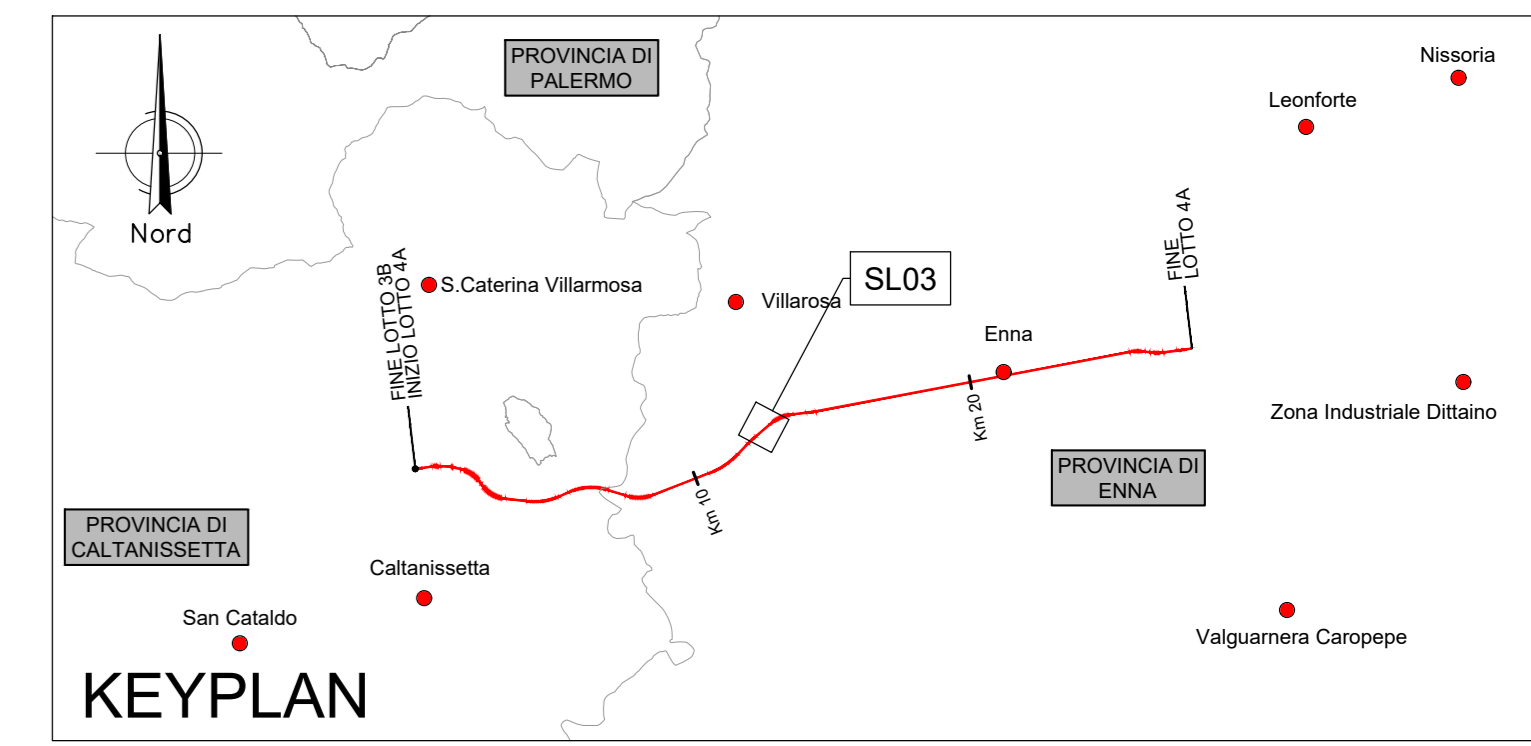 PROVINCIA DI
PALERMO
Nissoria
Leonforte
Nord
FINE LOTTO 3B
INIZIO LOTTO 4A
S.Caterina Villarmosa
Villarosa
SL03
FINE
LOTTO 4A
Enna
Km 20
Zona Industriale Dittaino
Km 10
PROVINCIA DI
ENNA
PROVINCIA DI
CALTANISSETTA
Caltanissetta
San Cataldo
Valguarnera Caropepe
KEYPLAN